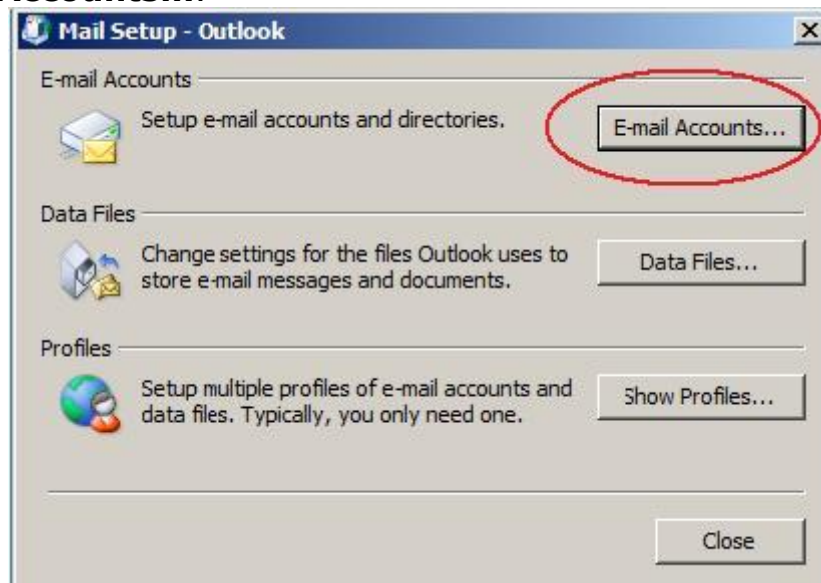 Accounts...
Mail Setup - Outlook
E-mail Accounts
Setup e-mail accounts and directories.
E-mail Accounts...
Data Files
Change settings for the files Outlook uses to
store e-mail messages and documents.
Data Files...
Profiles
Setup multiple profiles of e-mail accounts and
data files. Typically, you only need one.
Show Profiles...
Close